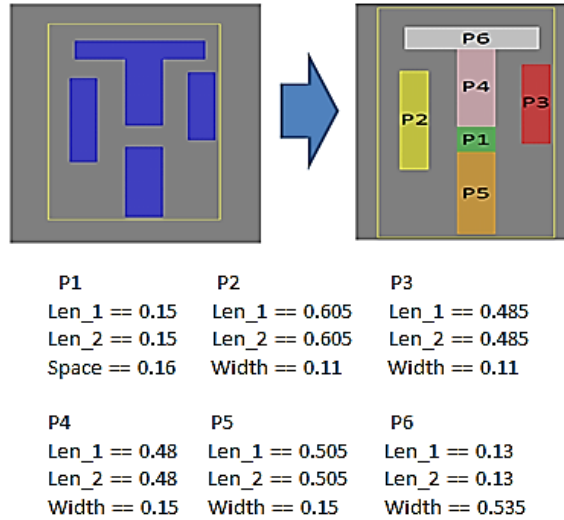 P6
P4
P3
P2
P1
P5
P1 P2 P3
Len_1 == 0.15 Len_1 == 0.605 Len_1 == 0.485
Len_2 == 0.15 Len_2 == 0.605 Len_2 == 0.485
Space == 0.16 Width == 0.11 Width == 0.11
P4 P5 P6
Len_1 == 0.48 Len_1 == 0.505 Len_1 == 0.13
Len_2 == 0.48 Len_2 == 0.505 Len_2 == 0.13
Width == 0.15 Width == 0.15 Width == 0.535